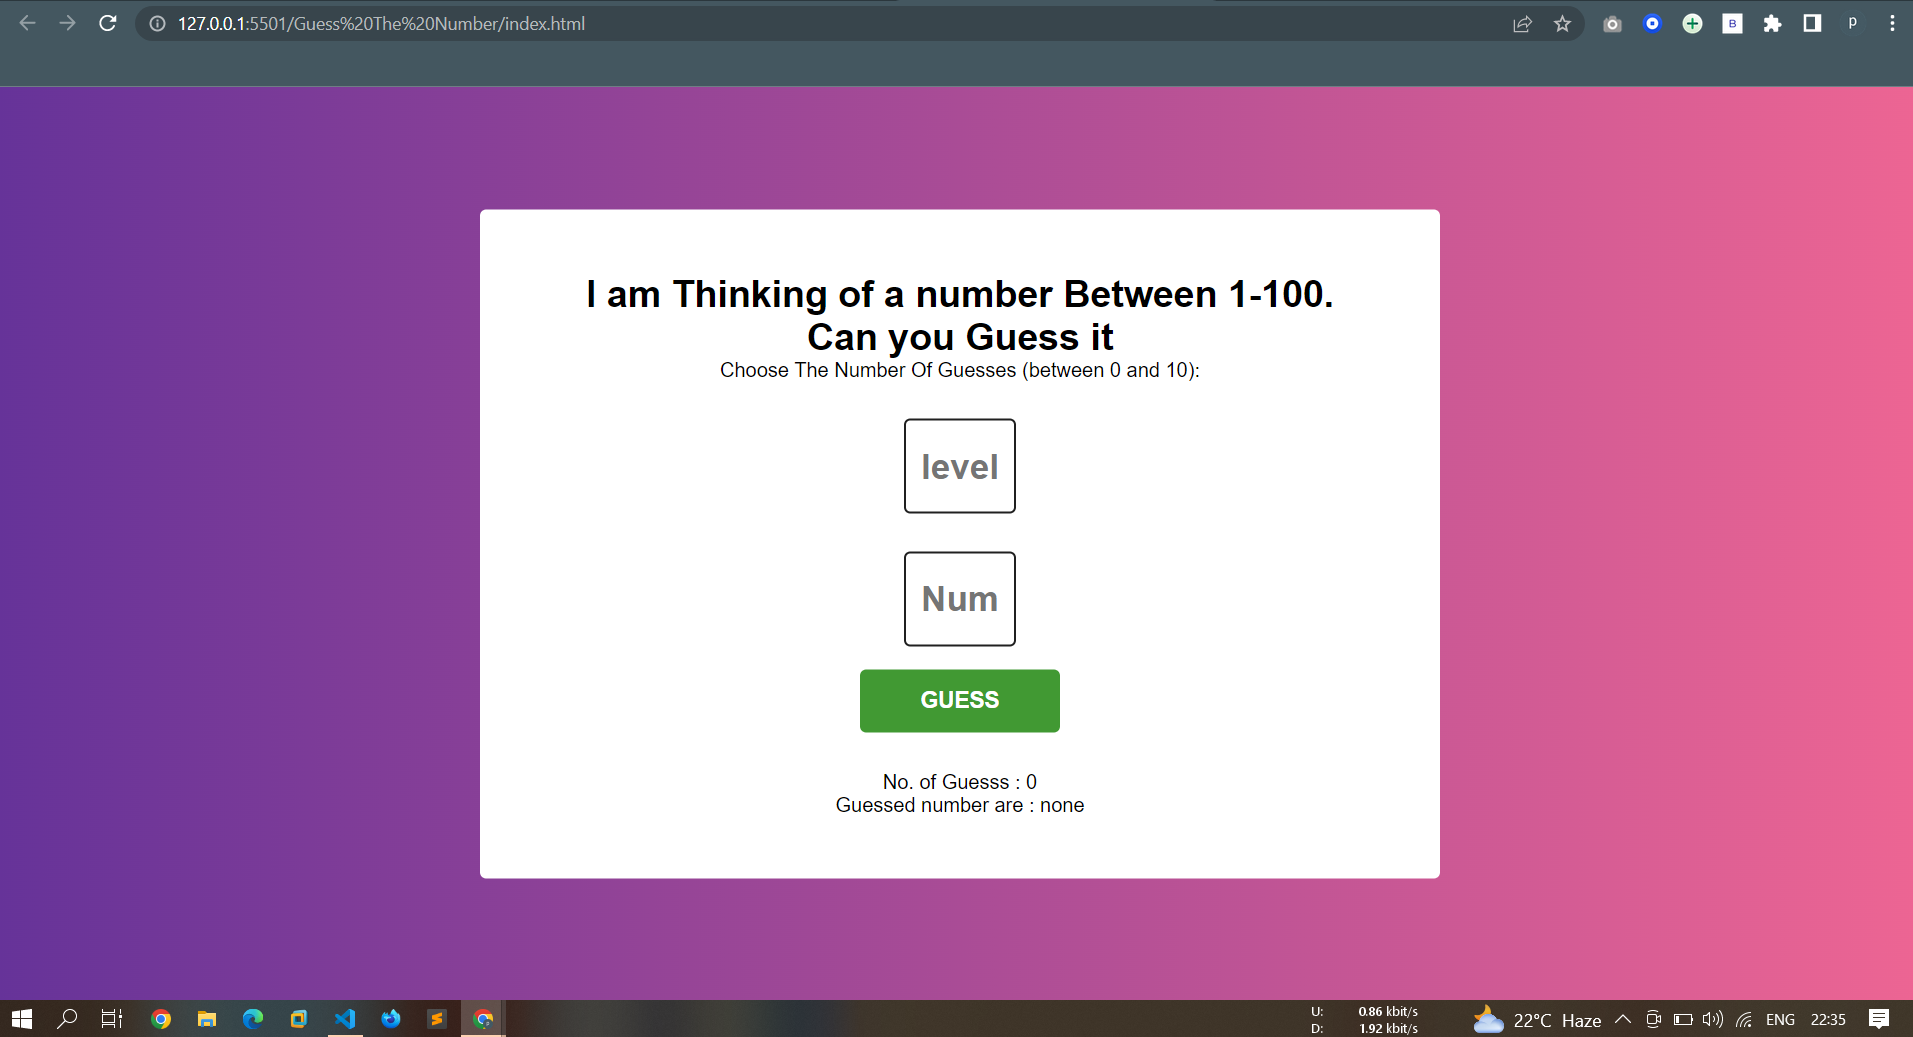 127.0.0.1:5501/Guess%20The%20Number/index.html
B
p
I am Thinking of a number Between 1-100.
Can you Guess it
Choose The Number Of Guesses (between 0 and 10):
level
Num
GUESS
No. of Guesss : 0
Guessed number are : none
U: 0.86 kbit/s
D: 1.92 kbit/s
22°C Haze
ENG
22:35